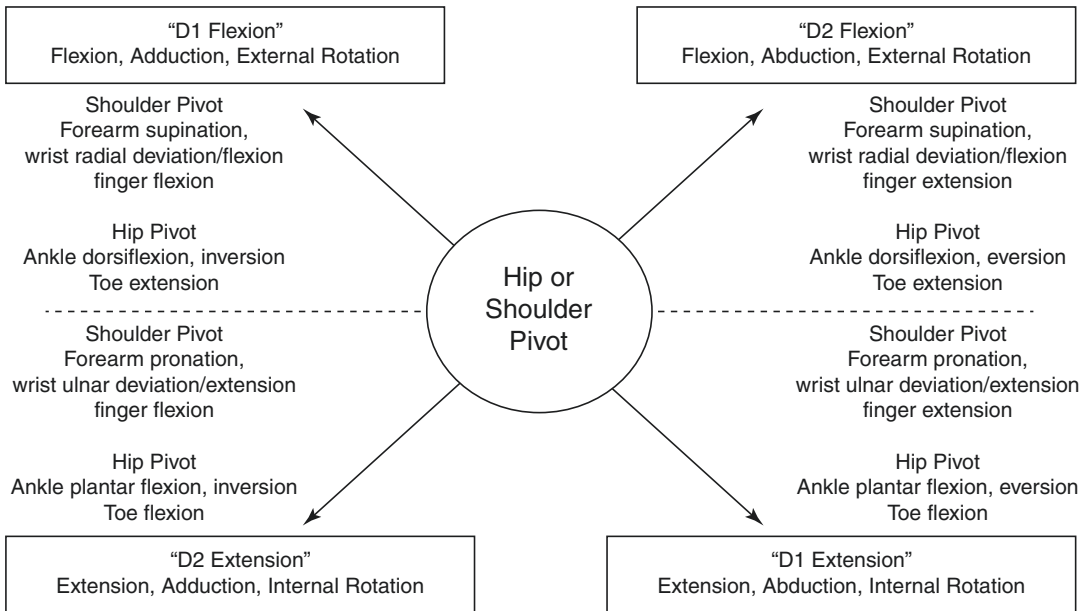 “D1 Flexion”
Flexion, Adduction, External Rotation
Shoulder Pivot
Forearm supination,
wrist radial deviation/flexion
finger flexion
Hip Pivot
Ankle dorsiflexion, inversion
Toe extension
“D2 Flexion”
Flexion, Abduction, External Rotation
Shoulder Pivot
Forearm supination,
wrist radial deviation/flexion
finger extension
Hip Pivot
Ankle dorsiflexion, eversion
Toe extension
Hip or
Shoulder
Pivot
Shoulder Pivot
Forearm pronation,
wrist ulnar deviation/extension
finger flexion
Hip Pivot
Ankle plantar flexion, inversion
Toe flexion
“D2 Extension”
Extension, Adduction, Internal Rotation
Shoulder Pivot
Forearm pronation,
wrist ulnar deviation/extension
finger extension
Hip Pivot
Ankle plantar flexion, eversion
Toe flexion
“D1 Extension”
Extension, Abduction, Internal Rotation